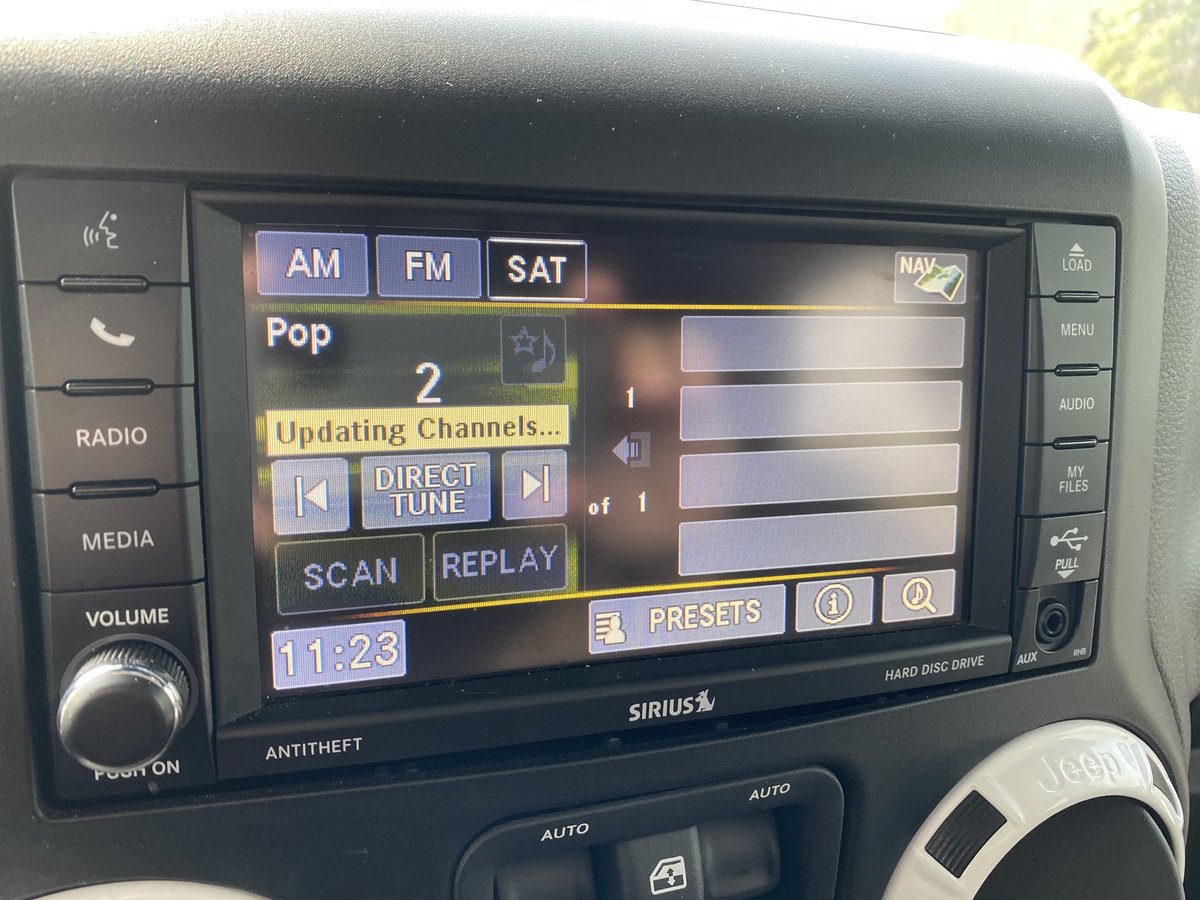 AM
FM
SAT
NAV
Pop
2
Updating Channels...
DIRECT
TUNE
SCAN
REPLAY
1
of 1
11:23
PRESETS
RADIO
MEDIA
VOLUME
PUSH ON
LOAD
MENU
AUDIO
MY
FILES
PULL
AUX
RHB
ANTITHEFT
SIRIUS
HARD DISC DRIVE
AUTO
AUTO
Jeep